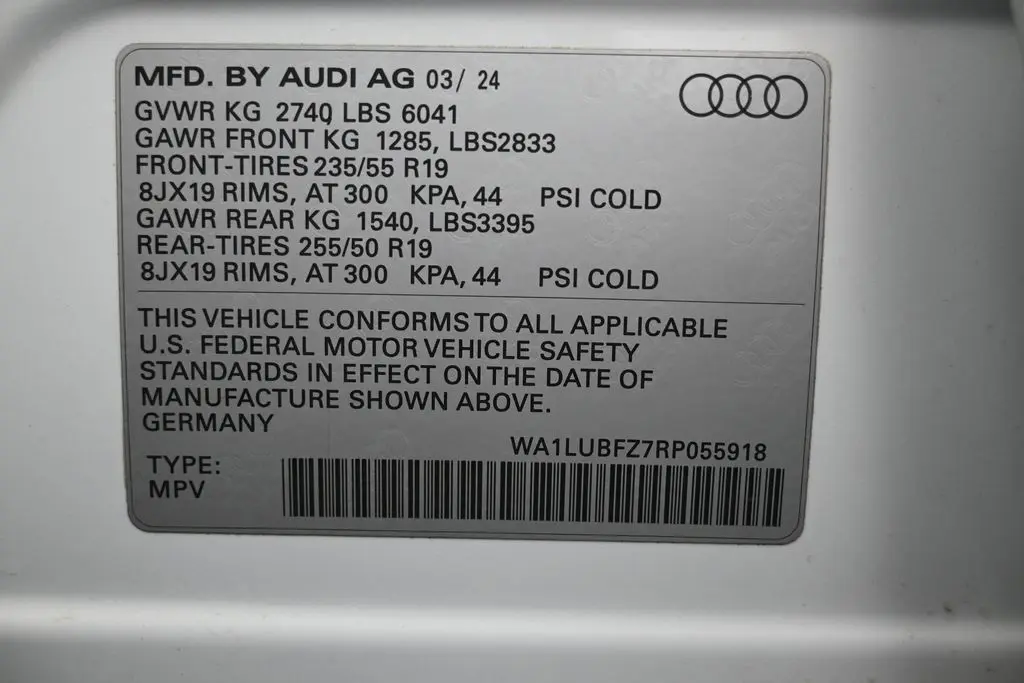 MFD. BY AUDI AG 03/ 24
GVWR KG 2740 LBS 6041
GAWR FRONT KG 1285, LBS2833
FRONT-TIRES 235/55 R19
8JX19 RIMS, AT 300 KPA, 44 PSI COLD
GAWR REAR KG 1540, LBS3395
REAR-TIRES 255/50 R19
8JX19 RIMS, AT 300 KPA, 44 PSI COLD
THIS VEHICLE CONFORMS TO ALL APPLICABLE
U.S. FEDERAL MOTOR VEHICLE SAFETY
STANDARDS IN EFFECT ON THE DATE OF
MANUFACTURE SHOWN ABOVE.
GERMANY
WA1LUBFZ7RP055918
TYPE:
MPV